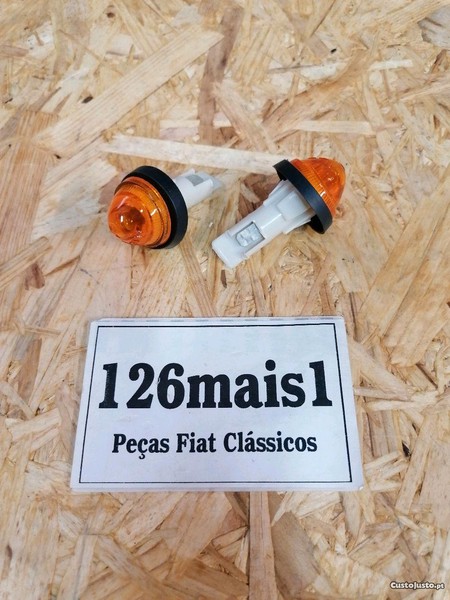 126mais1
Peças Fiat Clássicos
CustoJusto.pt